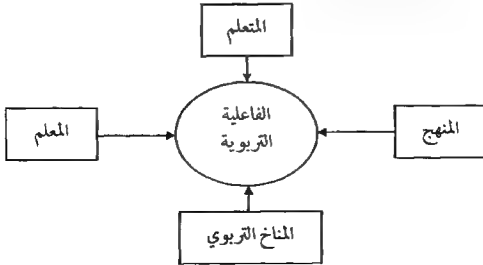 المتعلم
الفاعلية
التربوية
المنهج
المعلم
المناخ التربوي